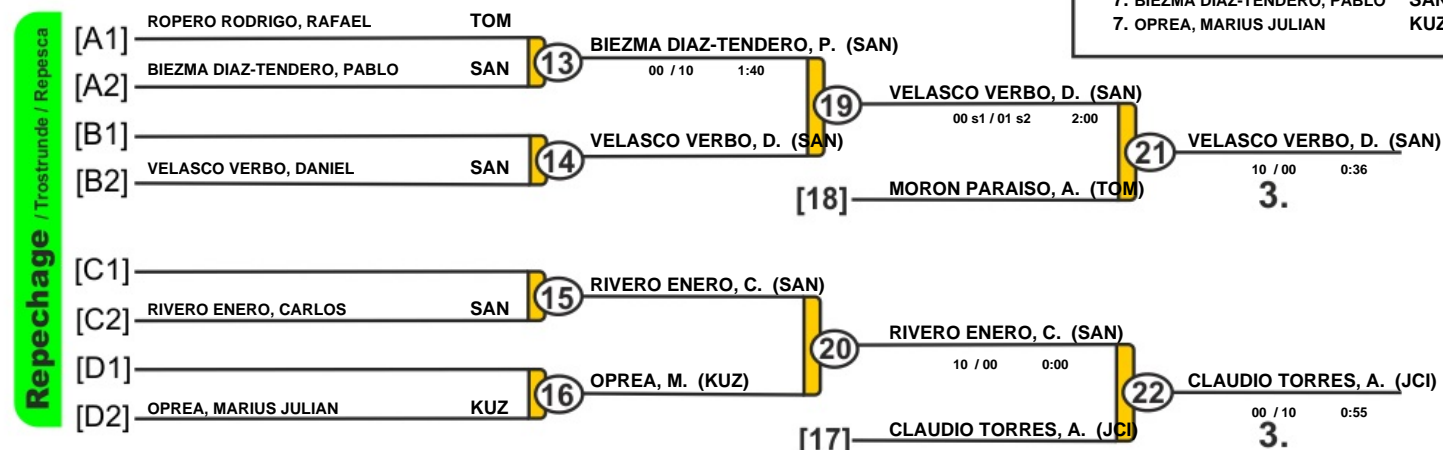 7. BIEZMA DIAZ-TENDERO, PABLO SAN
7. OPREA, MARIUS JULIAN KUZ
Repechage / Trostrunde / Repesca
[A1] ROPERO RODRIGO, RAFAEL TOM
[A2] BIEZMA DIAZ-TENDERO, PABLO SAN
13 BIEZMA DIAZ-TENDERO, P. (SAN)
00 / 10 1:40
[B1]
[B2] VELASCO VERBO, DANIEL SAN
14 VELASCO VERBO, D. (SAN)
19 VELASCO VERBO, D. (SAN)
00 s1 / 01 s2 2:00
[18] MORON PARAISO, A. (TOM)
21 VELASCO VERBO, D. (SAN)
10 / 00 0:36
3.
[C1]
[C2] RIVERO ENERO, CARLOS SAN
15 RIVERO ENERO, C. (SAN)
[D1]
[D2] OPREA, MARIUS JULIAN KUZ
16 OPREA, M. (KUZ)
20 RIVERO ENERO, C. (SAN)
10 / 00 0:00
[17] CLAUDIO TORRES, A. (JCI)
22 CLAUDIO TORRES, A. (JCI)
00 / 10 0:55
3.